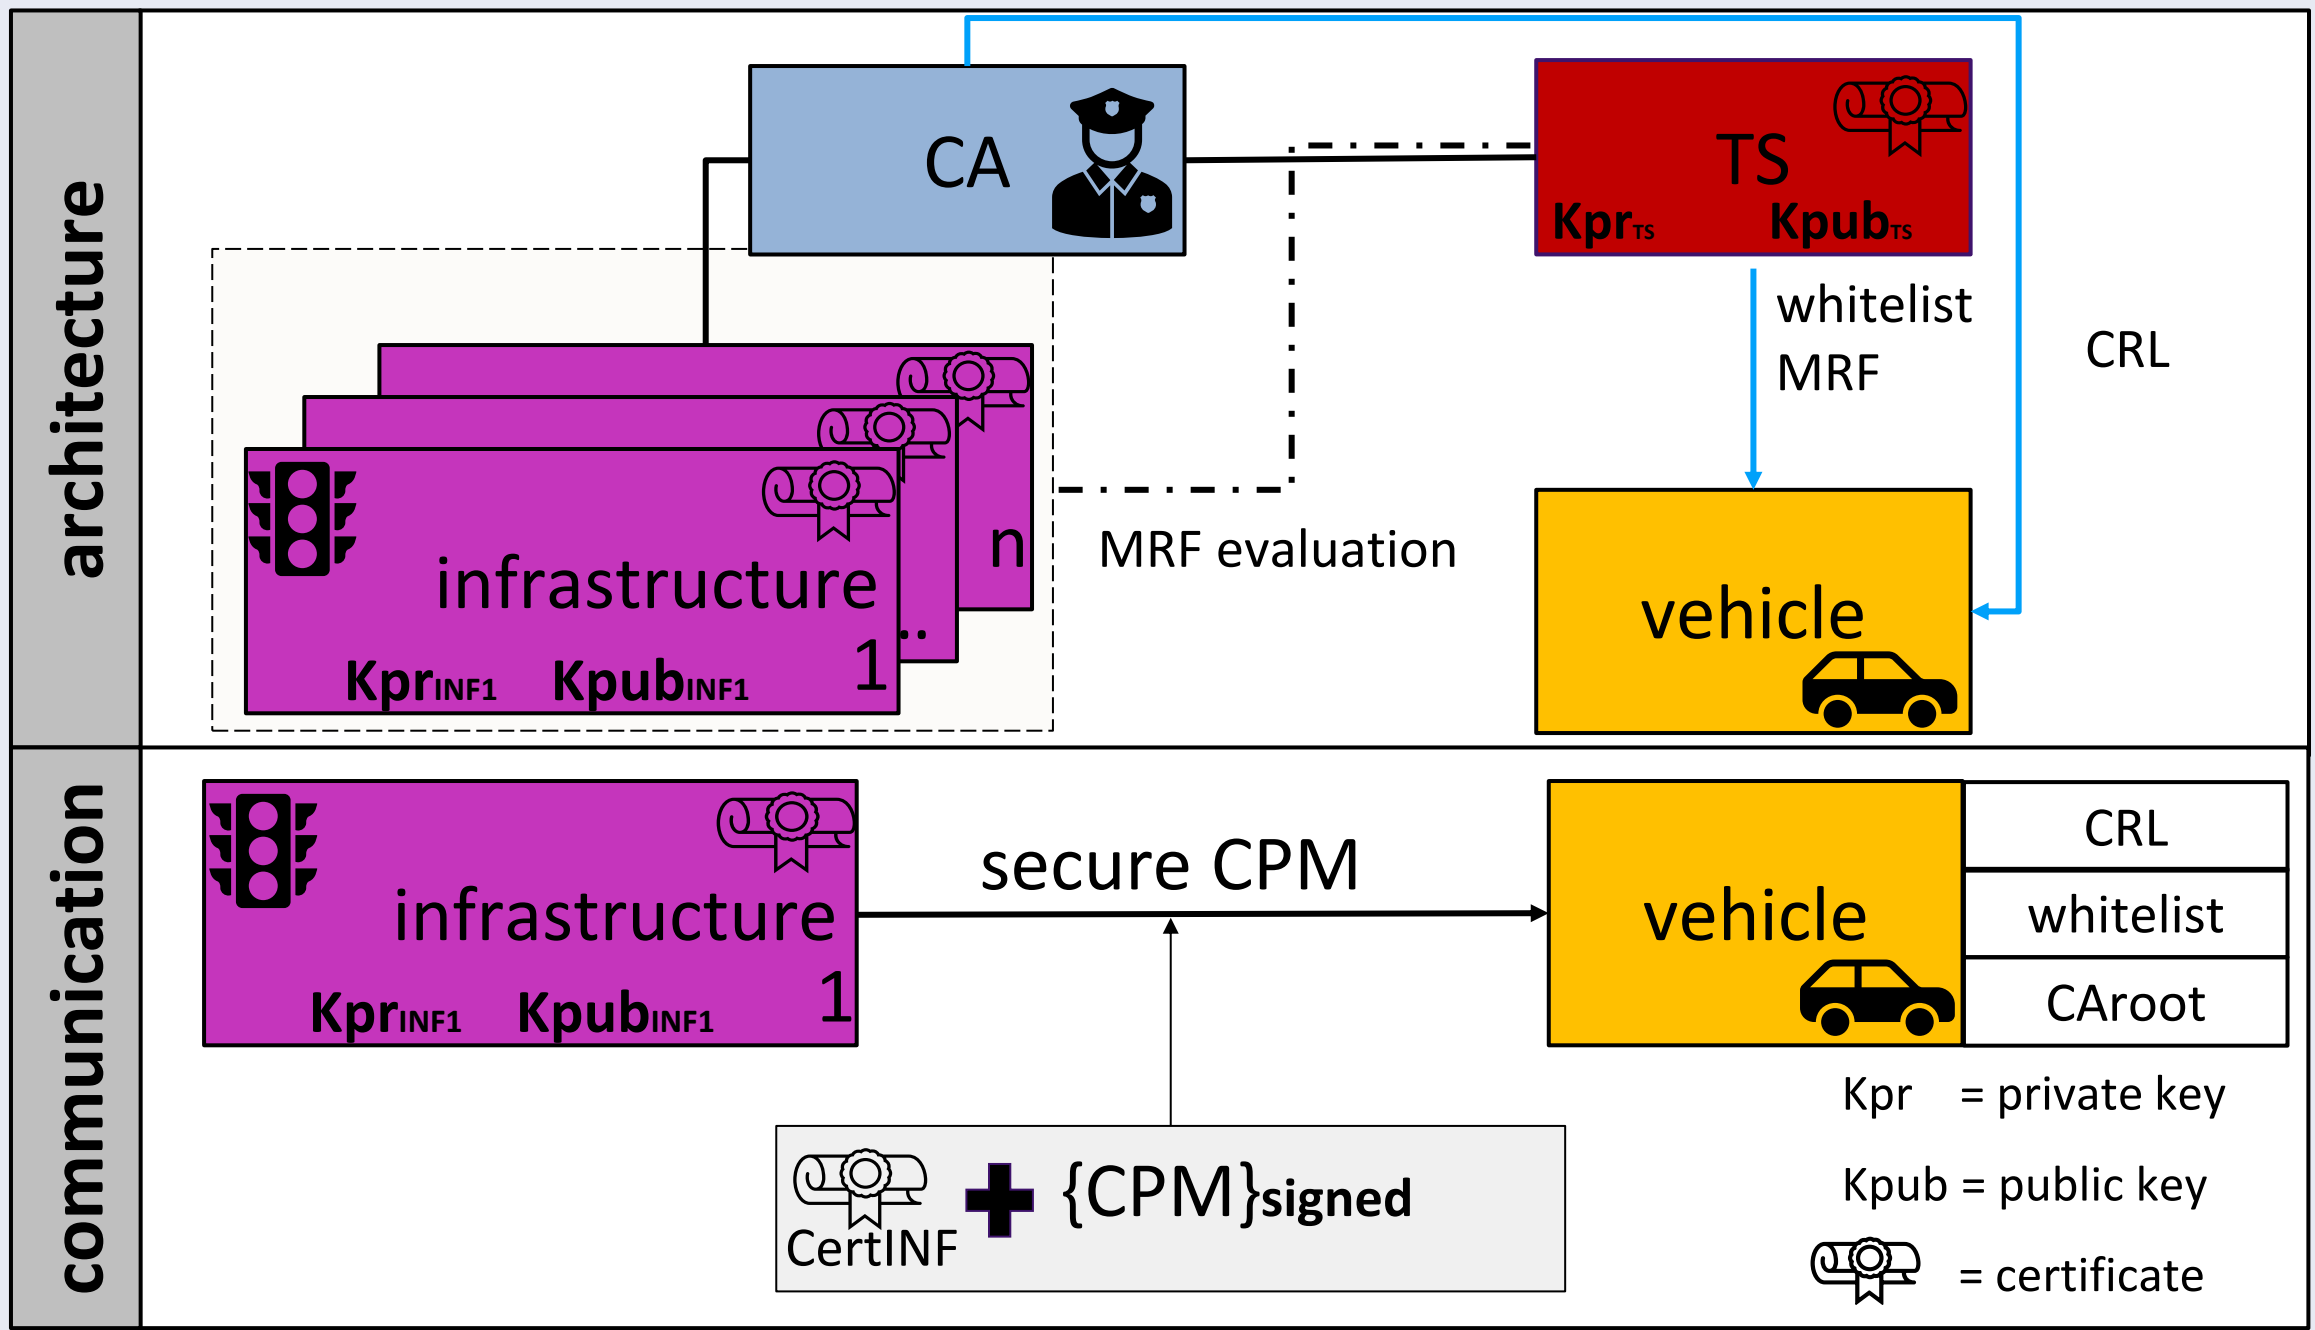 architecture
CA
TS
KprTS
KpubTS
whitelist
MRF
CRL
n
MRF evaluation
infrastructure
..
1
KprINF1
KpubINF1
vehicle
communication
infrastructure
1
KprINF1
KpubINF1
secure CPM
vehicle
CRL
whitelist
CAroot
CertINF
{CPM}signed
Kpr = private key
Kpub = public key
= certificate